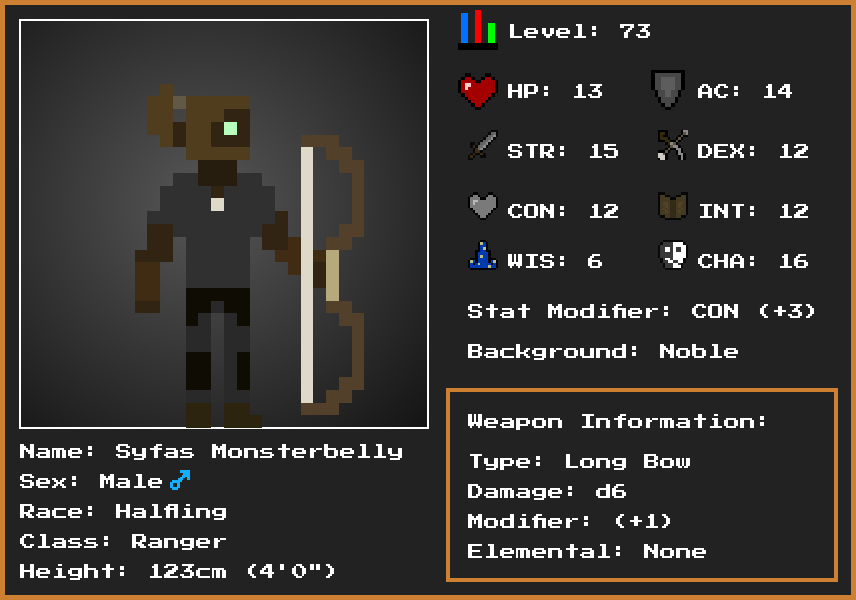 Level: 73
HP: 13
AC: 14
STR: 15
DEX: 12
CON: 12
INT: 12
WIS: 6
CHA: 16
Stat Modifier: CON (+3)
Background: Noble
Name: Syfas Monsterbelly
Sex: Male ♂
Race: Halfling
Class: Ranger
Height: 123cm (4'0")
Weapon Information:
Type: Long Bow
Damage: d6
Modifier: (+1)
Elemental: None